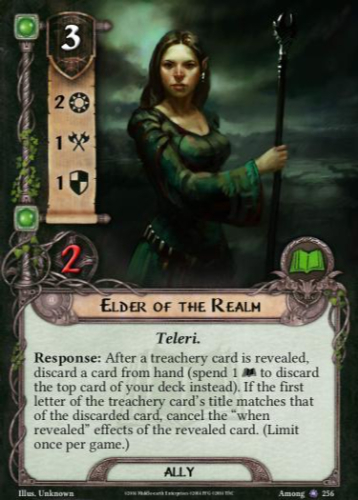 3
2
1
1
2
ELDER OF THE REALM
Teleri.
Response: After a treachery card is revealed,
discard a card from hand (spend 1 to discard
the top card of your deck instead). If the first
letter of the treachery card's title matches that
of the discarded card, cancel the “when
revealed” effects of the revealed card. (Limit
once per game.)
ALLY
Illus. Unknown
Among 256